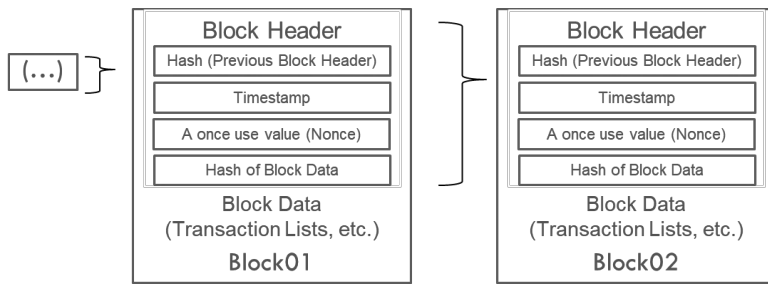 (...)
Block Header
Hash (Previous Block Header)
Timestamp
A once use value (Nonce)
Hash of Block Data
Block Data
(Transaction Lists, etc.)
Block01
Block Header
Hash (Previous Block Header)
Timestamp
A once use value (Nonce)
Hash of Block Data
Block Data
(Transaction Lists, etc.)
Block02